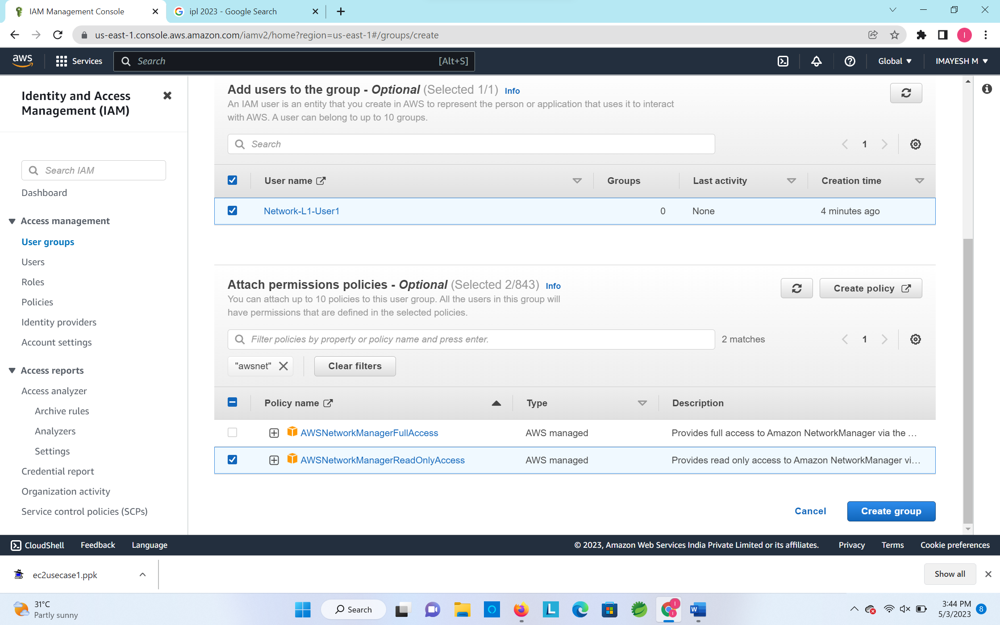 IAM Management Console
ipl 2023 - Google Search
us-east-1.console.aws.amazon.com/iamv2/home?region=us-east-1#/groups/create
I
aws
Services
Search
[Alt+S]
Global
IMAYESH M
Identity and Access
Management (IAM)
Search IAM
Dashboard
Access management
User groups
Users
Roles
Policies
Identity providers
Account settings
Access reports
Access analyzer
Archive rules
Analyzers
Settings
Credential report
Organization activity
Service control policies (SCPs)
Add users to the group - Optional (Selected 1/1) Info
An IAM user is an entity that you create in AWS to represent the person or application that uses it to interact
with AWS. A user can belong to up to 10 groups.
Search
1
User name
Groups
Last activity
Creation time
Network-L1-User1
0
None
4 minutes ago
Attach permissions policies - Optional (Selected 2/843) Info
You can attach up to 10 policies to this user group. All the users in this group will
have permissions that are defined in the selected policies.
Create policy
Filter policies by property or policy name and press enter.
2 matches
1
"awsnet"
Clear filters
Policy name
Type
Description
AWSNetworkManagerFullAccess
AWS managed
Provides full access to Amazon NetworkManager via the …
AWSNetworkManagerReadOnlyAccess
AWS managed
Provides read only access to Amazon NetworkManager vi…
Cancel
Create group
CloudShell
Feedback
Language
© 2023, Amazon Web Services India Private Limited or its affiliates.
Privacy
Terms
Cookie preferences
ec2usecase1.ppk
Show all
31°C
Partly sunny
Search
L
W
3:44 PM
5/3/2023
8